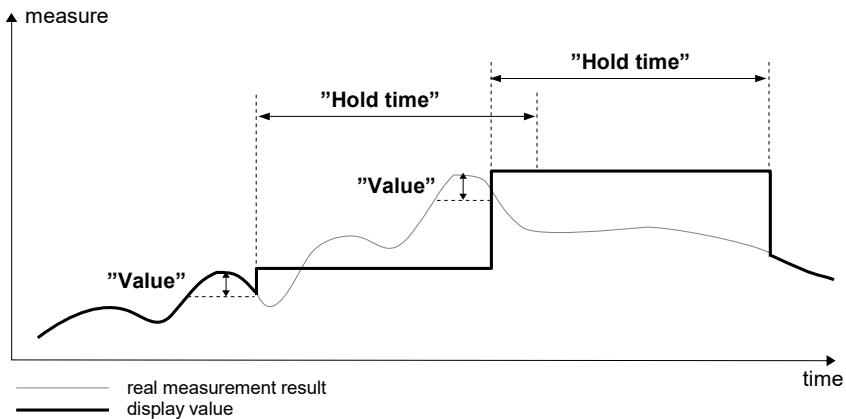 measure
”Hold time”
”Hold time”
”Value”
”Value”
time
real measurement result
display value